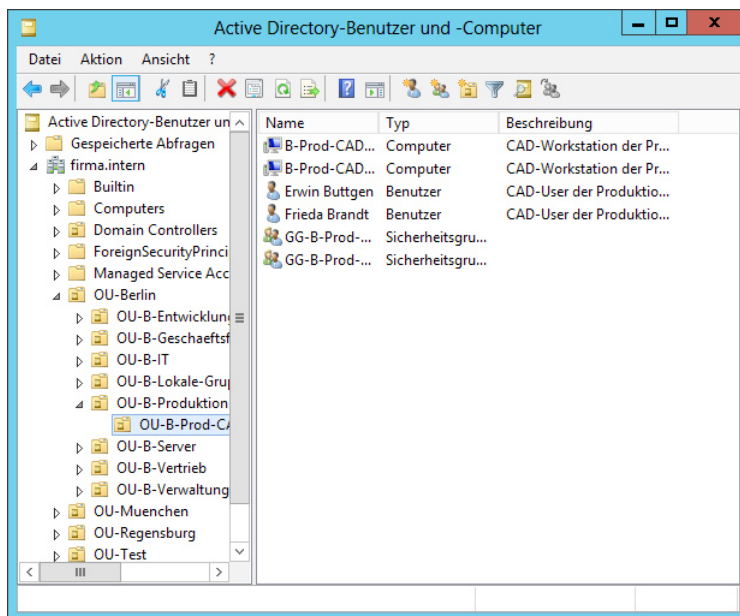 Active Directory-Benutzer und -Computer
Datei Aktion Ansicht ?
Active Directory-Benutzer un
Gespeicherte Abfragen
firma.intern
Builtin
Computers
Domain Controllers
ForeignSecurityPrinci
Managed Service Acc
OU-Berlin
OU-B-Entwicklun
OU-B-Geschaeftsf
OU-B-IT
OU-B-Lokale-Grup
OU-B-Produktion
OU-B-Prod-CA
OU-B-Server
OU-B-Vertrieb
OU-B-Verwaltung
OU-Muenchen
OU-Regensburg
OU-Test
Name Typ Beschreibung
B-Prod-CAD... Computer CAD-Workstation der Pr...
B-Prod-CAD... Computer CAD-Workstation der Pr...
Erwin Buttgen Benutzer CAD-User der Produktio...
Frieda Brandt Benutzer CAD-User der Produktio...
GG-B-Prod-... Sicherheitsgru...
GG-B-Prod-... Sicherheitsgru...